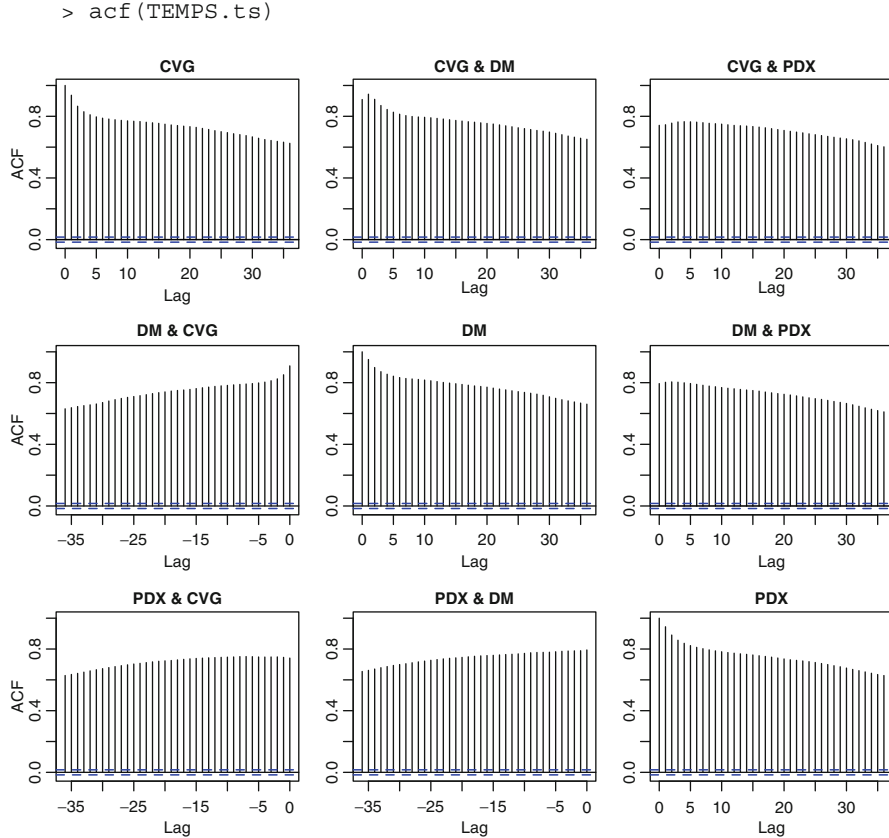 > acf(TEMPS.ts)
CVG
CVG & DM
CVG & PDX
ACF
0.0 0.4 0.8
0.0 0.4 0.8
0.0 0.4 0.8
0 5 10 20 30
0 5 10 20 30
0 5 10 20 30
Lag
Lag
Lag
DM & CVG
DM
DM & PDX
ACF
0.0 0.4 0.8
0.0 0.4 0.8
0.0 0.4 0.8
−35 −25 −15 −5 0
0 5 10 20 30
0 5 10 20 30
Lag
Lag
Lag
PDX & CVG
PDX & DM
PDX
ACF
0.0 0.4 0.8
0.0 0.4 0.8
0.0 0.4 0.8
−35 −25 −15 −5 0
−35 −25 −15 −5 0
0 5 10 20 30
Lag
Lag
Lag